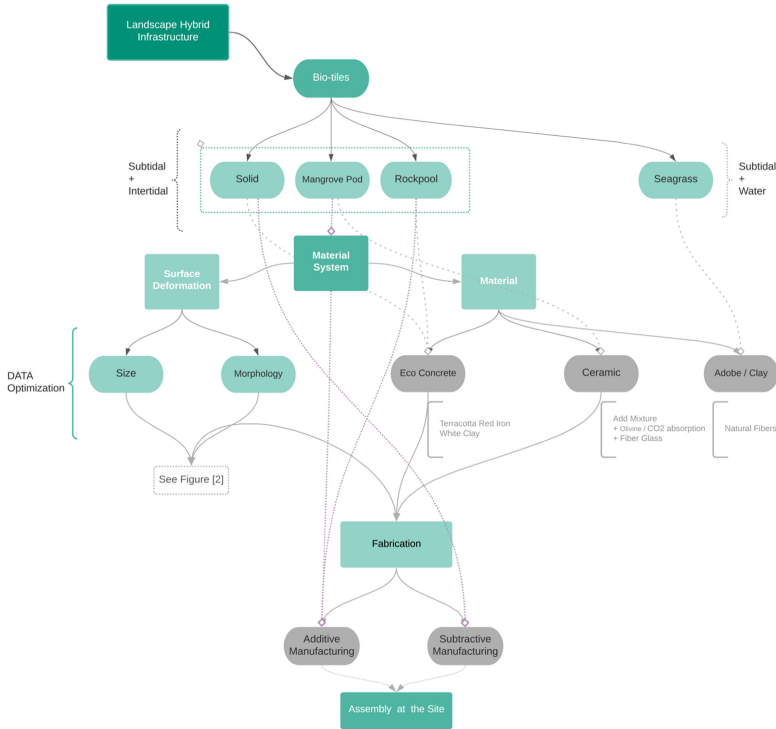 Landscape Hybrid
Infrastructure
Bio-tiles
Subtidal
+
Intertidal
Solid
Mangrove Pod
Rockpool
Seagrass
Subtidal
+
Water
Surface
Deformation
Material
System
Material
DATA
Optimization
Size
Morphology
Eco Concrete
Ceramic
Adobe / Clay
Terracotta Red Iron
White Clay
Add Mixture
+ Olivine / CO2 absorption
+ Fiber Glass
Natural Fibers
See Figure [2]
Fabrication
Additive
Manufacturing
Subtractive
Manufacturing
Assembly at the Site